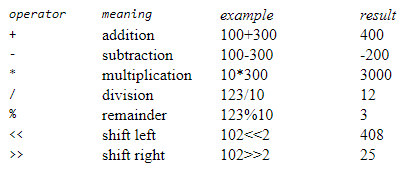 operator meaning example result
+ addition 100+300 400
- subtraction 100-300 -200
* multiplication 10*300 3000
/ division 123/10 12
% remainder 123%10 3
<< shift left 102<<2 408
>> shift right 102>>2 25